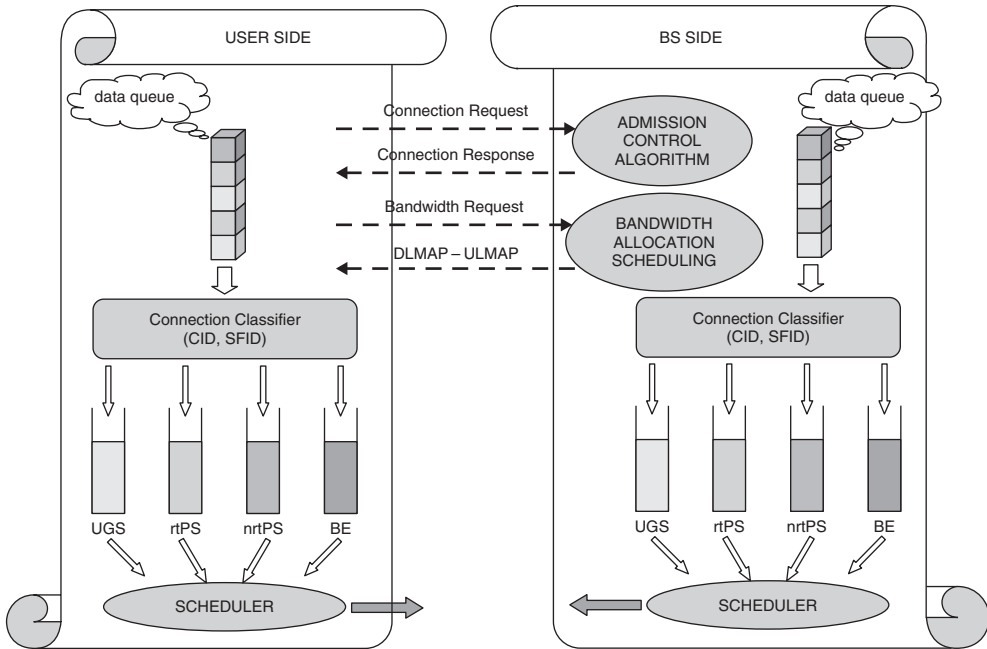 USER SIDE
BS SIDE
data queue
data queue
Connection Request
ADMISSION
CONTROL
ALGORITHM
Connection Response
Bandwidth Request
BANDWIDTH
ALLOCATION
SCHEDULING
DLMAP – ULMAP
Connection Classifier
(CID, SFID)
Connection Classifier
(CID, SFID)
UGS
rtPS
nrtPS
BE
UGS
rtPS
nrtPS
BE
SCHEDULER
SCHEDULER